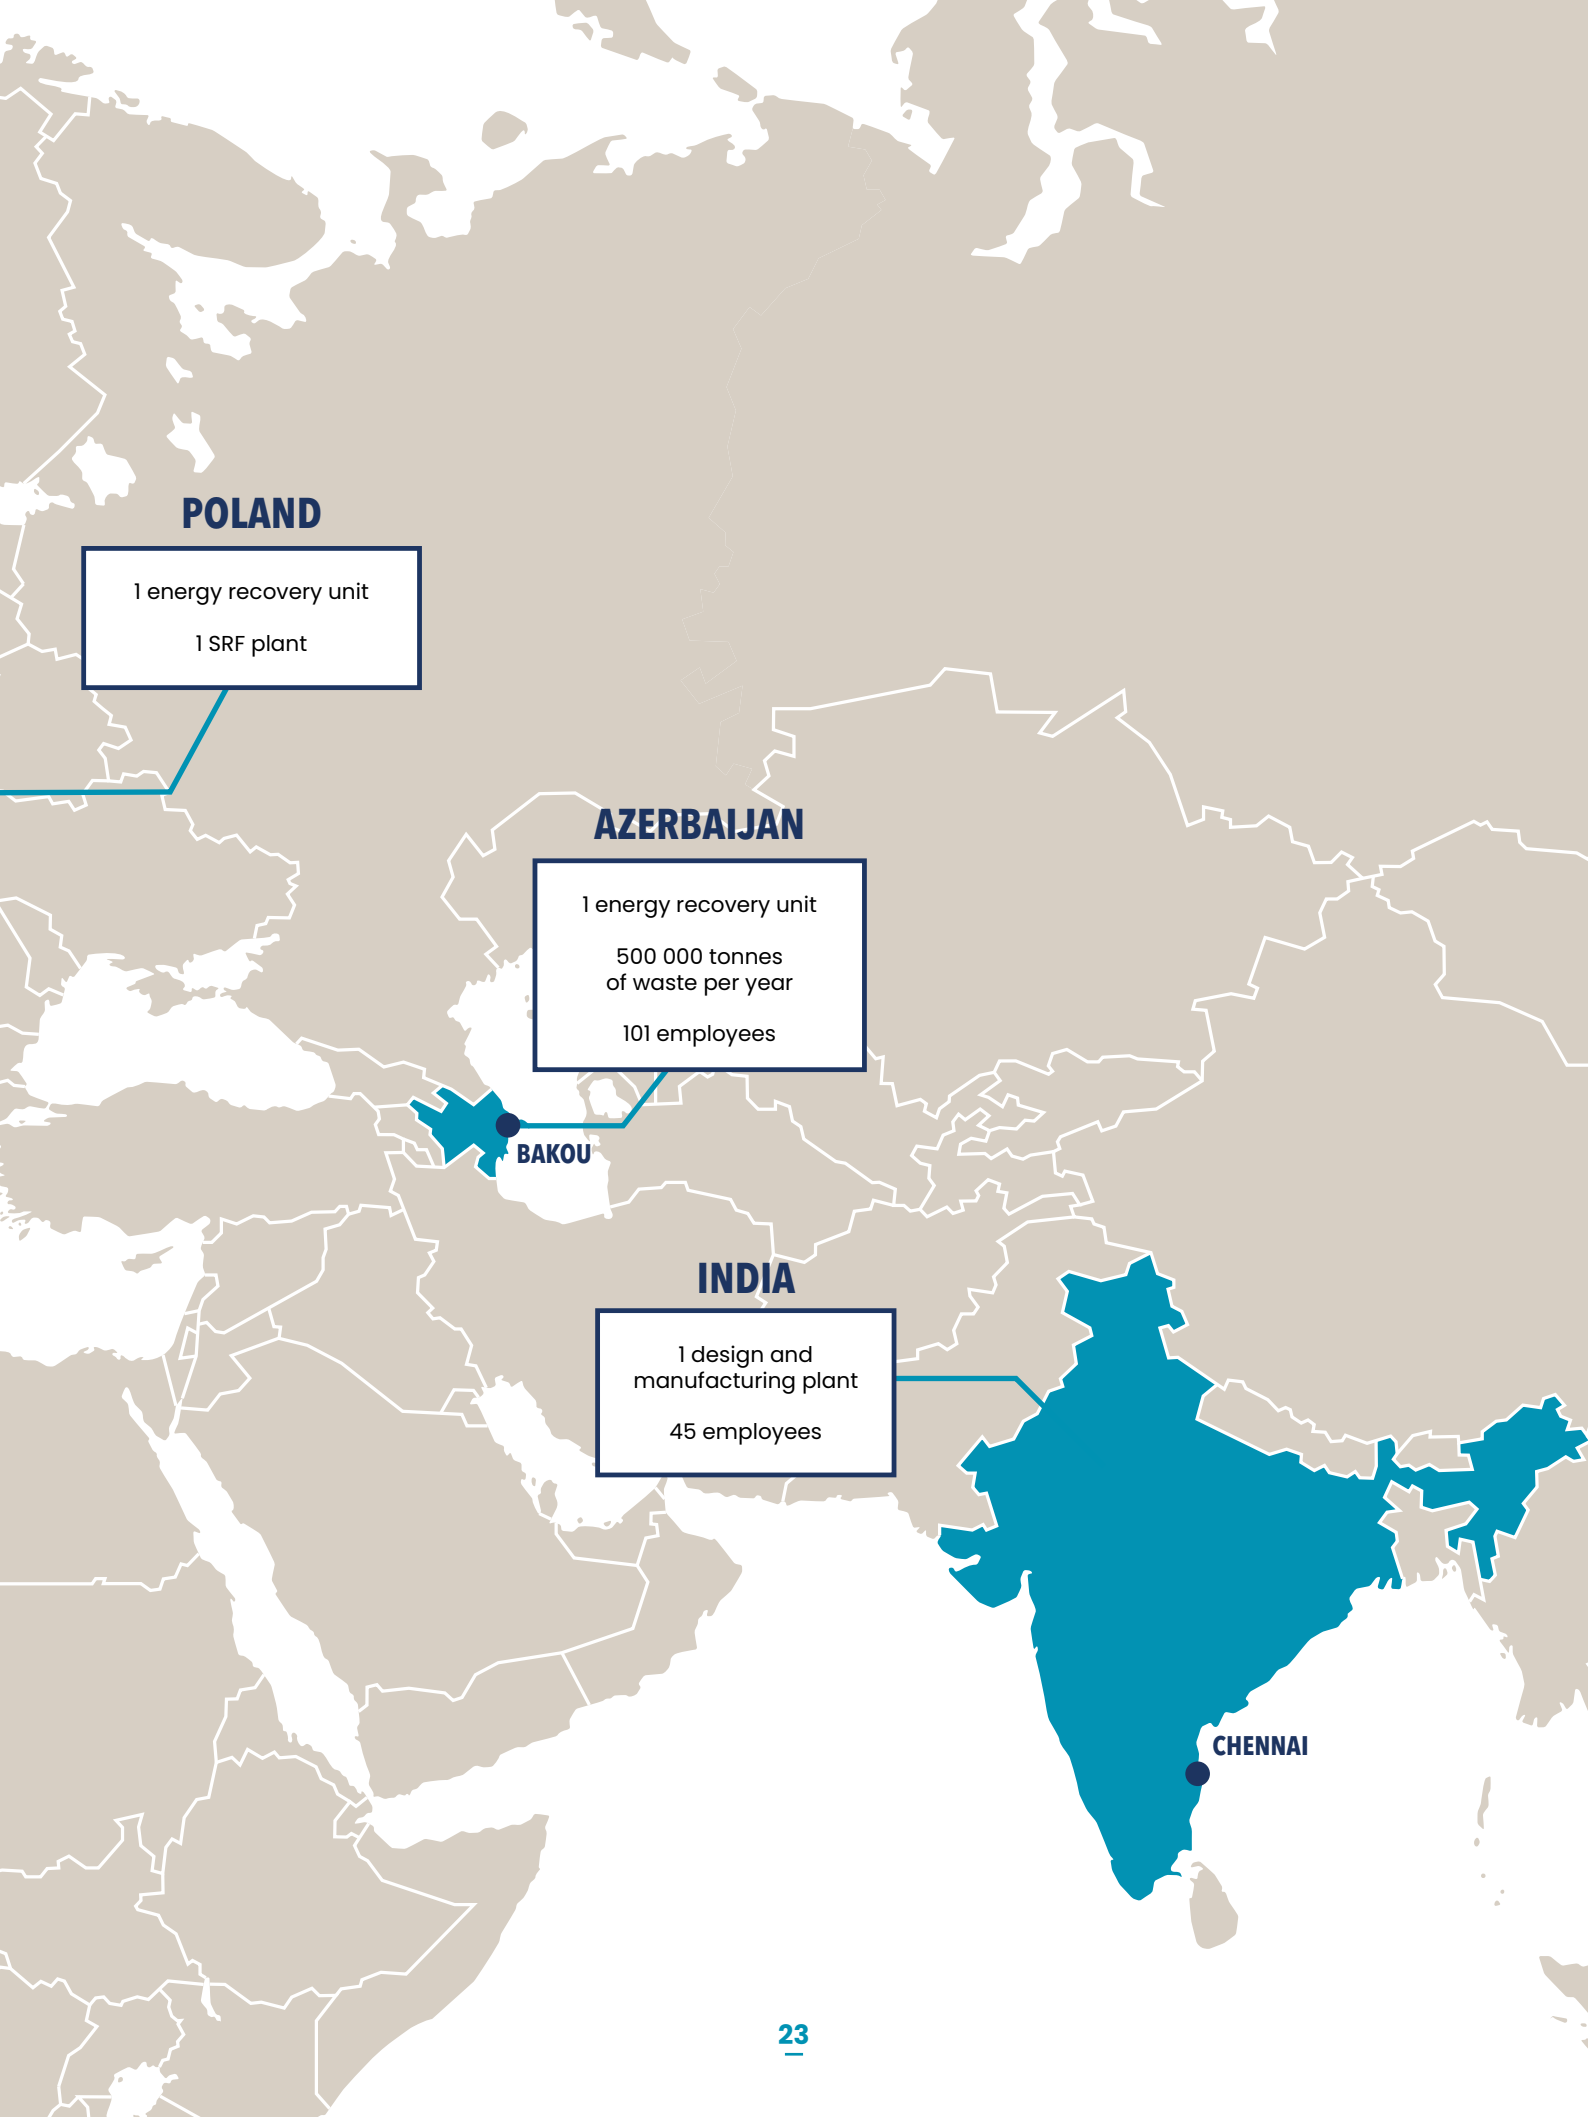 POLAND
1 energy recovery unit
1 SRF plant
AZERBAIJAN
1 energy recovery unit
500 000 tonnes
of waste per year
101 employees
BAKOU
INDIA
1 design and
manufacturing plant
45 employees
CHENNAI
23